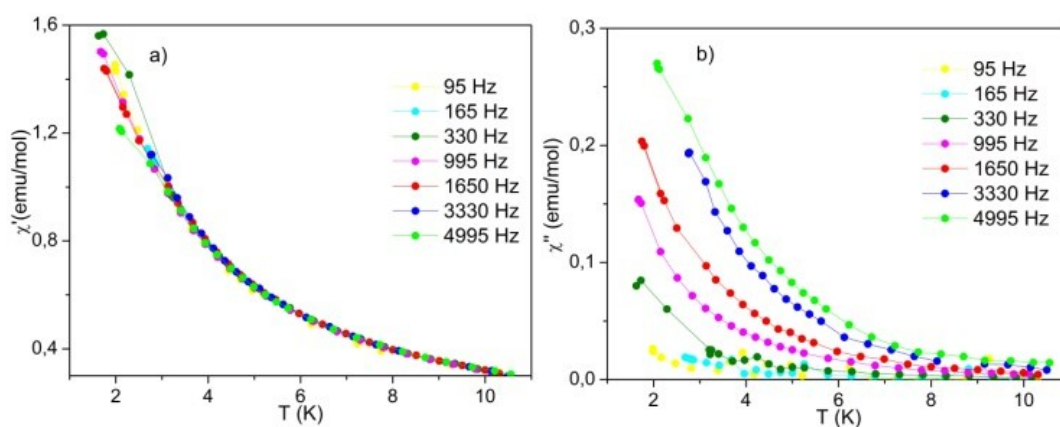 a)
1,6
1,2
0,8
0,4
χ'(emu/mol)
95 Hz
165 Hz
330 Hz
995 Hz
1650 Hz
3330 Hz
4995 Hz
2 4 6 8 10
T (K)
b)
0,3
0,2
0,1
0,0
χ" (emu/mol)
95 Hz
165 Hz
330 Hz
995 Hz
1650 Hz
3330 Hz
4995 Hz
2 4 6 8 10
T (K)